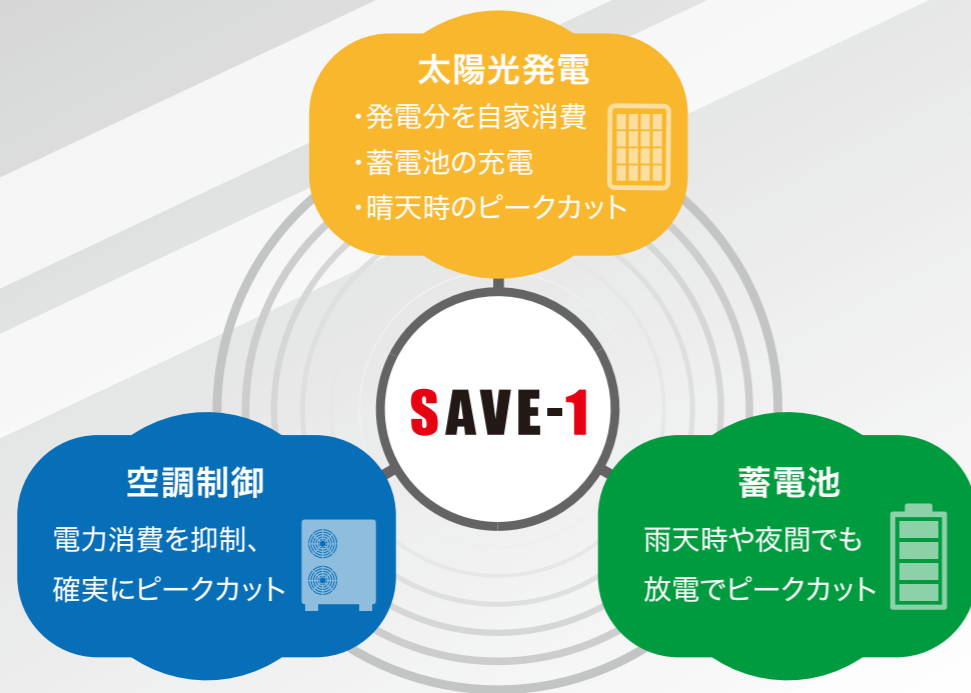 太陽光発電
・発電分を自家消費
・蓄電池の充電
・晴天時のピークカット
SAVE-1
空調制御
電力消費を抑制、
確実にピークカット
蓄電池
雨天時や夜間でも
放電でピークカット